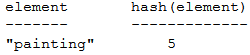 element        hash(element)
-------        -------------
"painting"          5